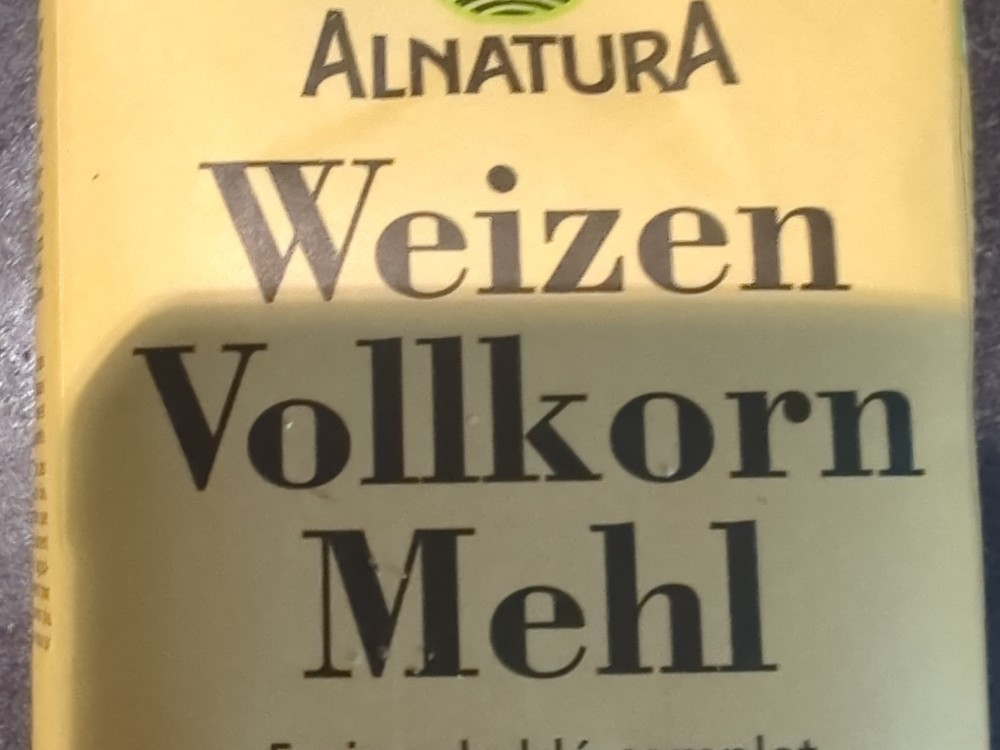 ALNATURA
Weizen
Vollkorn
Mehl